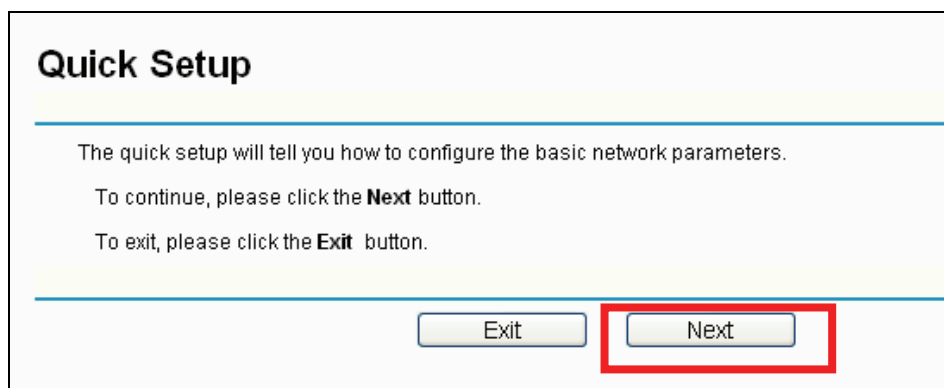 Quick Setup
The quick setup will tell you how to configure the basic network parameters.
To continue, please click the Next button.
To exit, please click the Exit button.
Exit Next